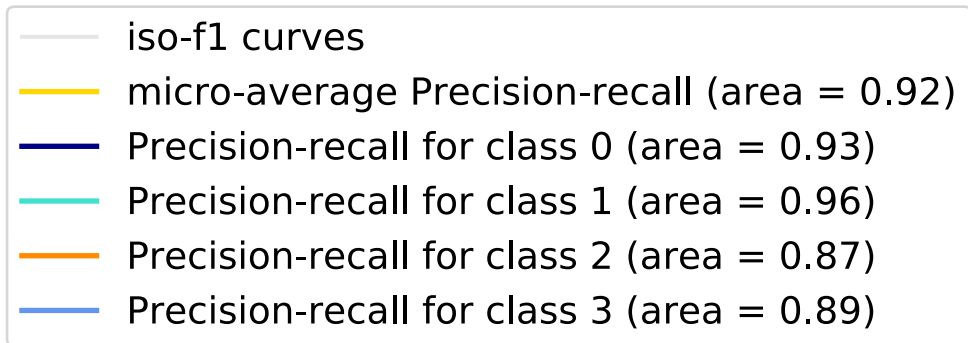 iso-f1 curves
micro-average Precision-recall (area = 0.92)
Precision-recall for class 0 (area = 0.93)
Precision-recall for class 1 (area = 0.96)
Precision-recall for class 2 (area = 0.87)
Precision-recall for class 3 (area = 0.89)